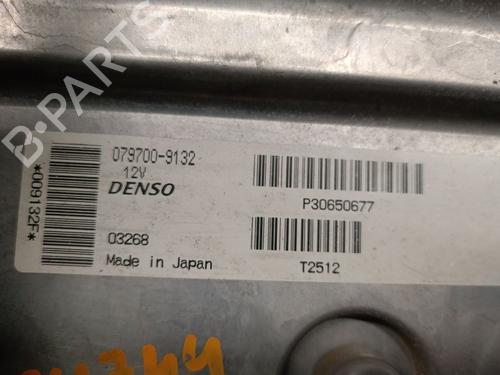 B-PARTS
079700-9132
12V
DENSO
03268
Made in Japan
*009132F*
P30650677
T2512